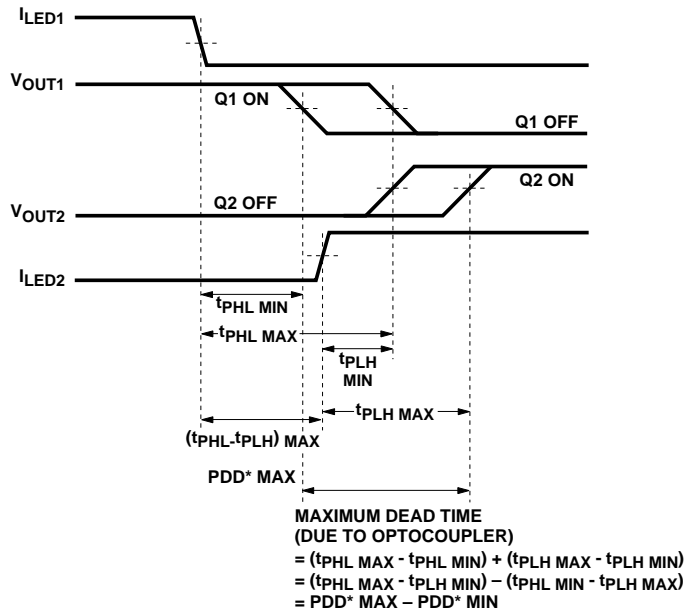 ILED1
VOUT1
Q1 ON
Q1 OFF
Q2 ON
Q2 OFF
VOUT2
ILED2
tPHL MIN
tPHL MAX
tPLH
MIN
tPLH MAX
(tPHL-tPLH) MAX
PDD* MAX
MAXIMUM DEAD TIME
(DUE TO OPTOCOUPLER)
= (tPHL MAX - tPHL MIN) + (tPLH MAX - tPLH MIN)
= (tPHL MAX - tPLH MIN) – (tPHL MIN - tPLH MAX)
= PDD* MAX – PDD* MIN